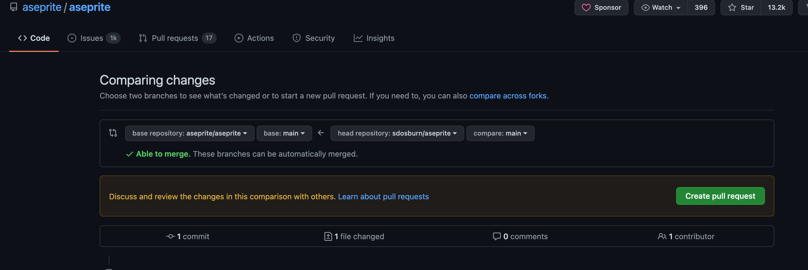 aseprite / aseprite
Sponsor Watch 396 Star 13.2k
Code Issues 1k Pull requests 17 Actions Security Insights
Comparing changes
Choose two branches to see what's changed or to start a new pull request. If you need to, you can also compare across forks.
base repository: aseprite/aseprite base: main head repository: sdosburn/aseprite compare: main
Able to merge. These branches can be automatically merged.
Discuss and review the changes in this comparison with others. Learn about pull requests Create pull request
1 commit 1 file changed 0 comments 1 contributor